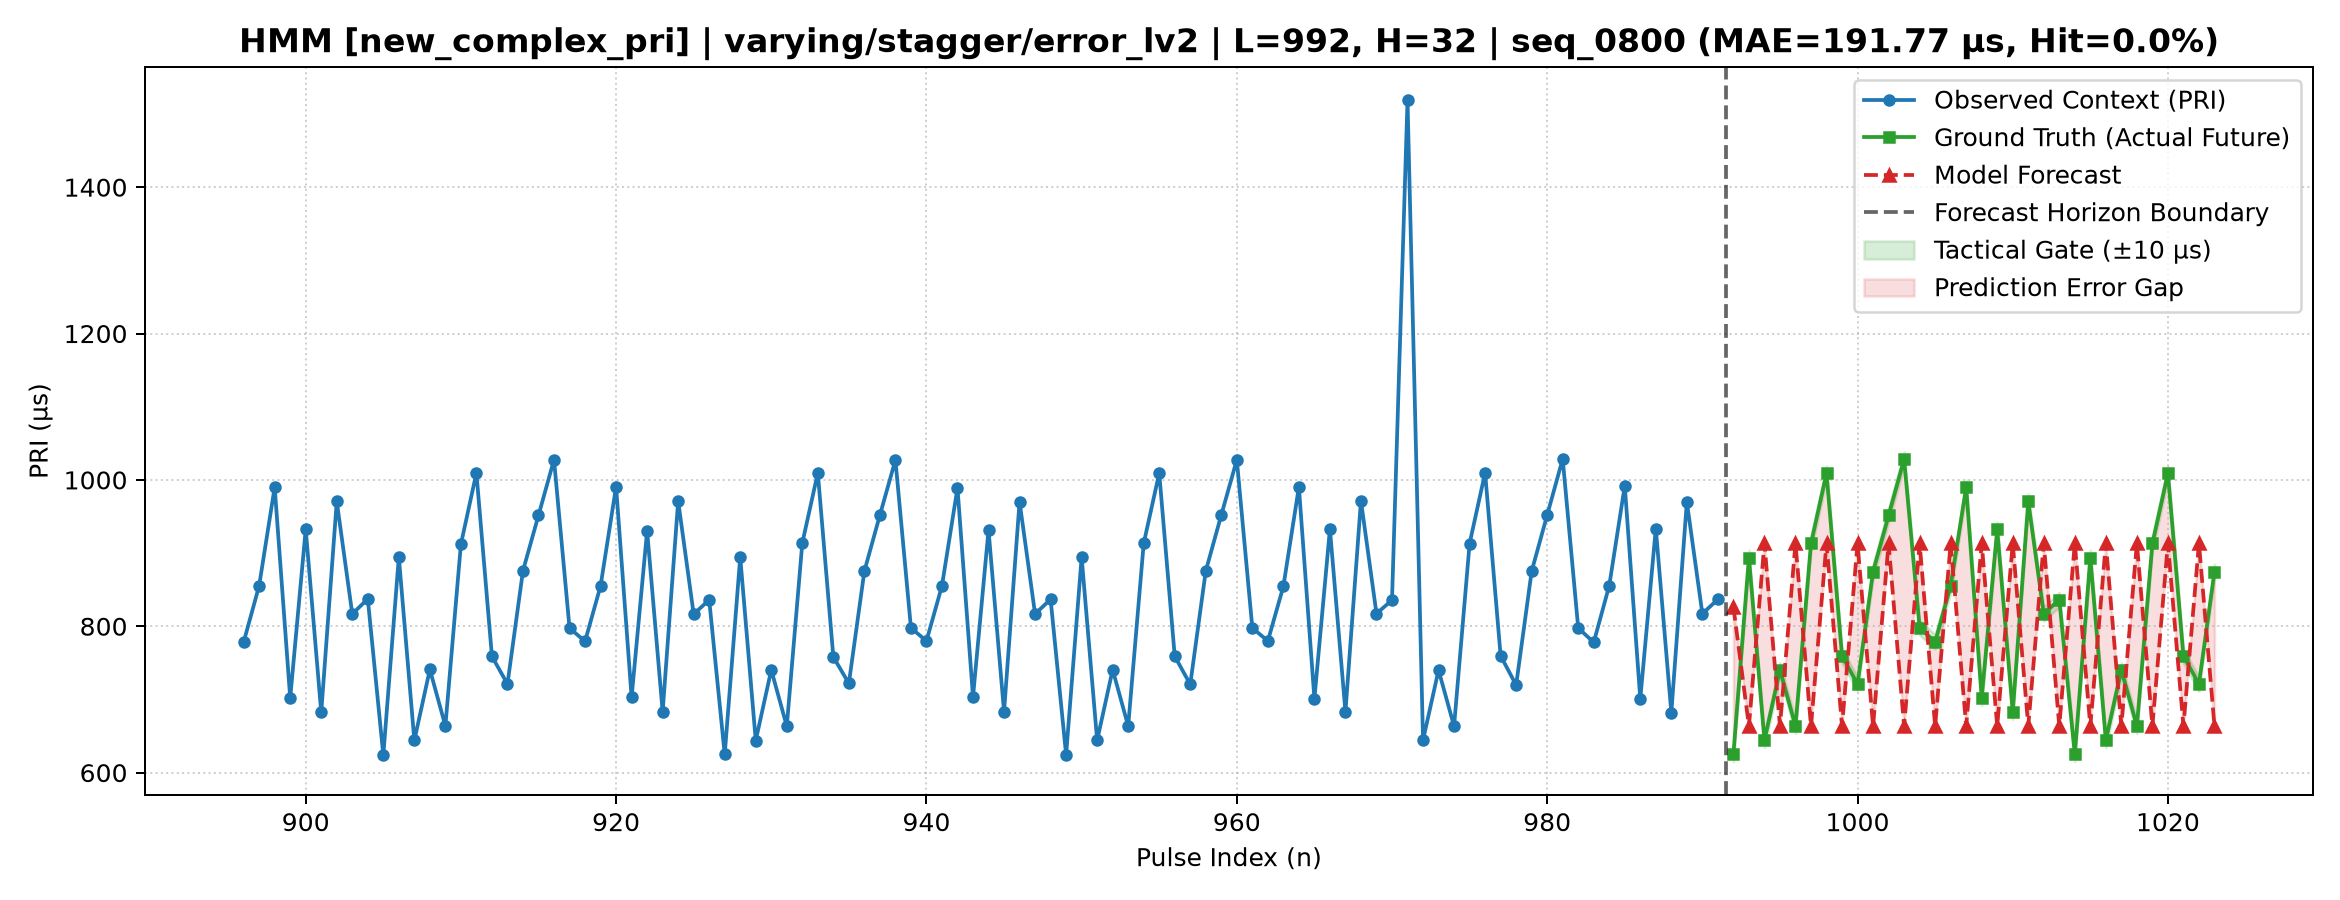 HMM [new_complex_pri] | varying/stagger/error_lv2 | L=992, H=32 | seq_0800 (MAE=191.77 µs, Hit=0.0%)
Observed Context (PRI)
Ground Truth (Actual Future)
Model Forecast
Forecast Horizon Boundary
Tactical Gate (±10 µs)
Prediction Error Gap
PRI (µs)
1400
1200
1000
800
600
900
920
940
960
980
1000
1020
Pulse Index (n)